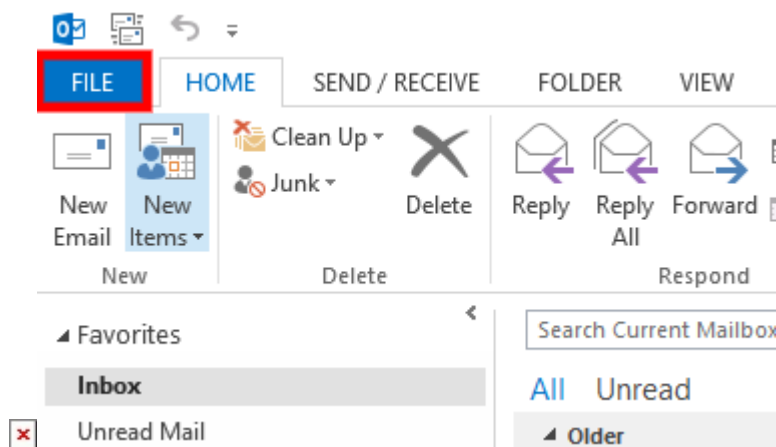 FILE HOME SEND / RECEIVE FOLDER VIEW
Clean Up
Junk
New Email
New Items
Delete
Reply
Reply All
Forward
New Delete Respond
Favorites
Search Current Mailbox
Inbox
All Unread
Unread Mail
Older